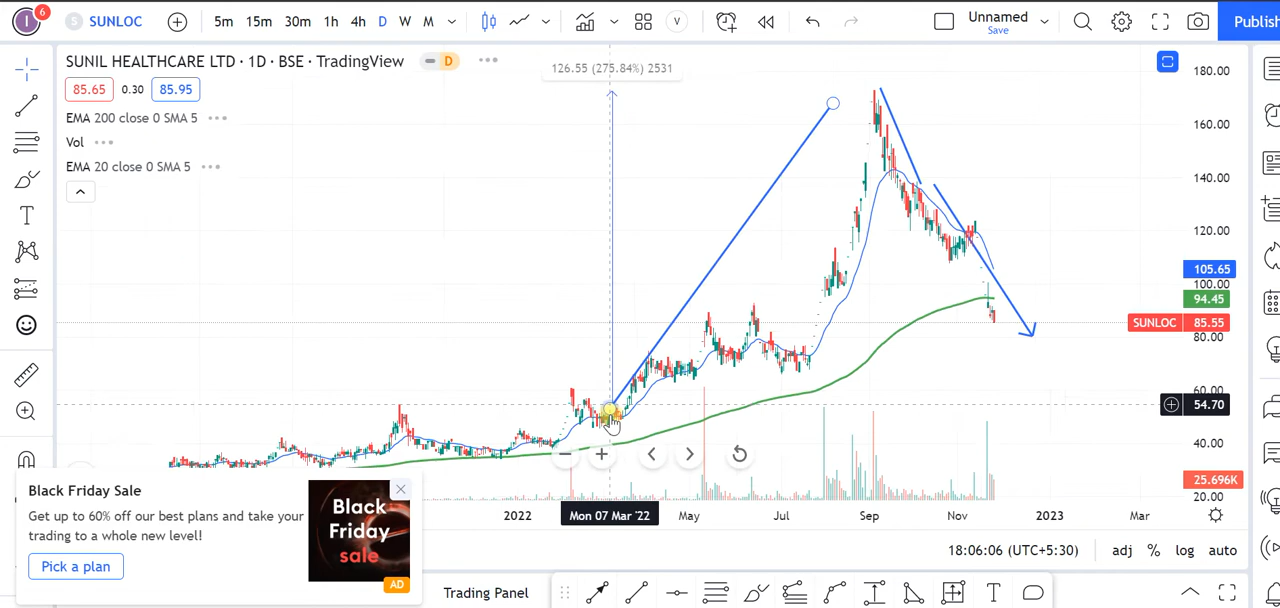 I 6 S SUNLOC 5m 15m 30m 1h 4h D W M V Unnamed Save Publish
SUNIL HEALTHCARE LTD · 1D · BSE · TradingView D
126.55 (275.84%) 2531
85.65 0.30 85.95
EMA 200 close 0 SMA 5
Vol
EMA 20 close 0 SMA 5
180.00
160.00
140.00
120.00
105.65
100.00
94.45
SUNLOC 85.55
80.00
60.00
54.70
40.00
25.696K
20.00
2022 Mon 07 Mar '22 May Jul Sep Nov 2023 Mar
18:06:06 (UTC+5:30) adj % log auto
Black Friday Sale
Get up to 60% off our best plans and take your
trading to a whole new level!
Pick a plan
Black
Friday
sale
AD
Trading Panel